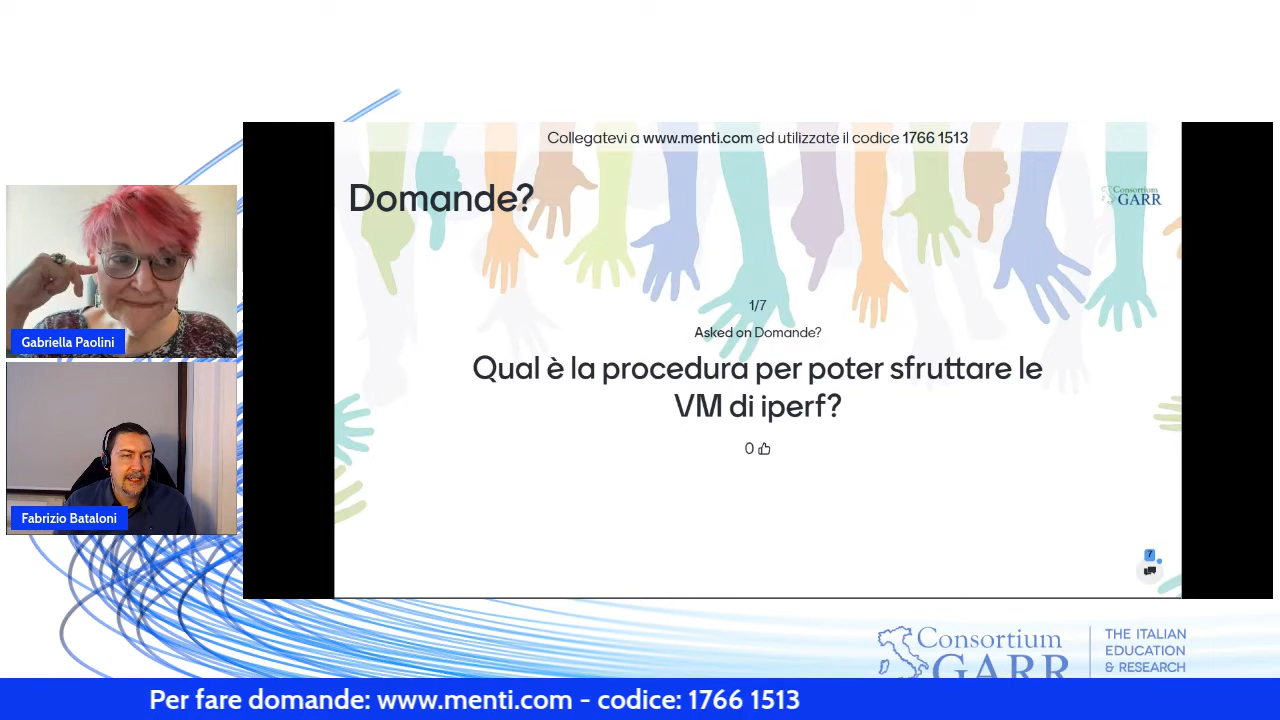 Collegatevi a www.menti.com ed utilizzate il codice 1766 1513
Domande?
Consortium
GARR
1/7
Asked on Domande?
Qual è la procedura per poter sfruttare le
VM di iperf?
0
7
Gabriella Paolini
Fabrizio Bataloni
Consortium
GARR
THE ITALIAN
EDUCATION
& RESEARCH
Per fare domande: www.menti.com - codice: 1766 1513